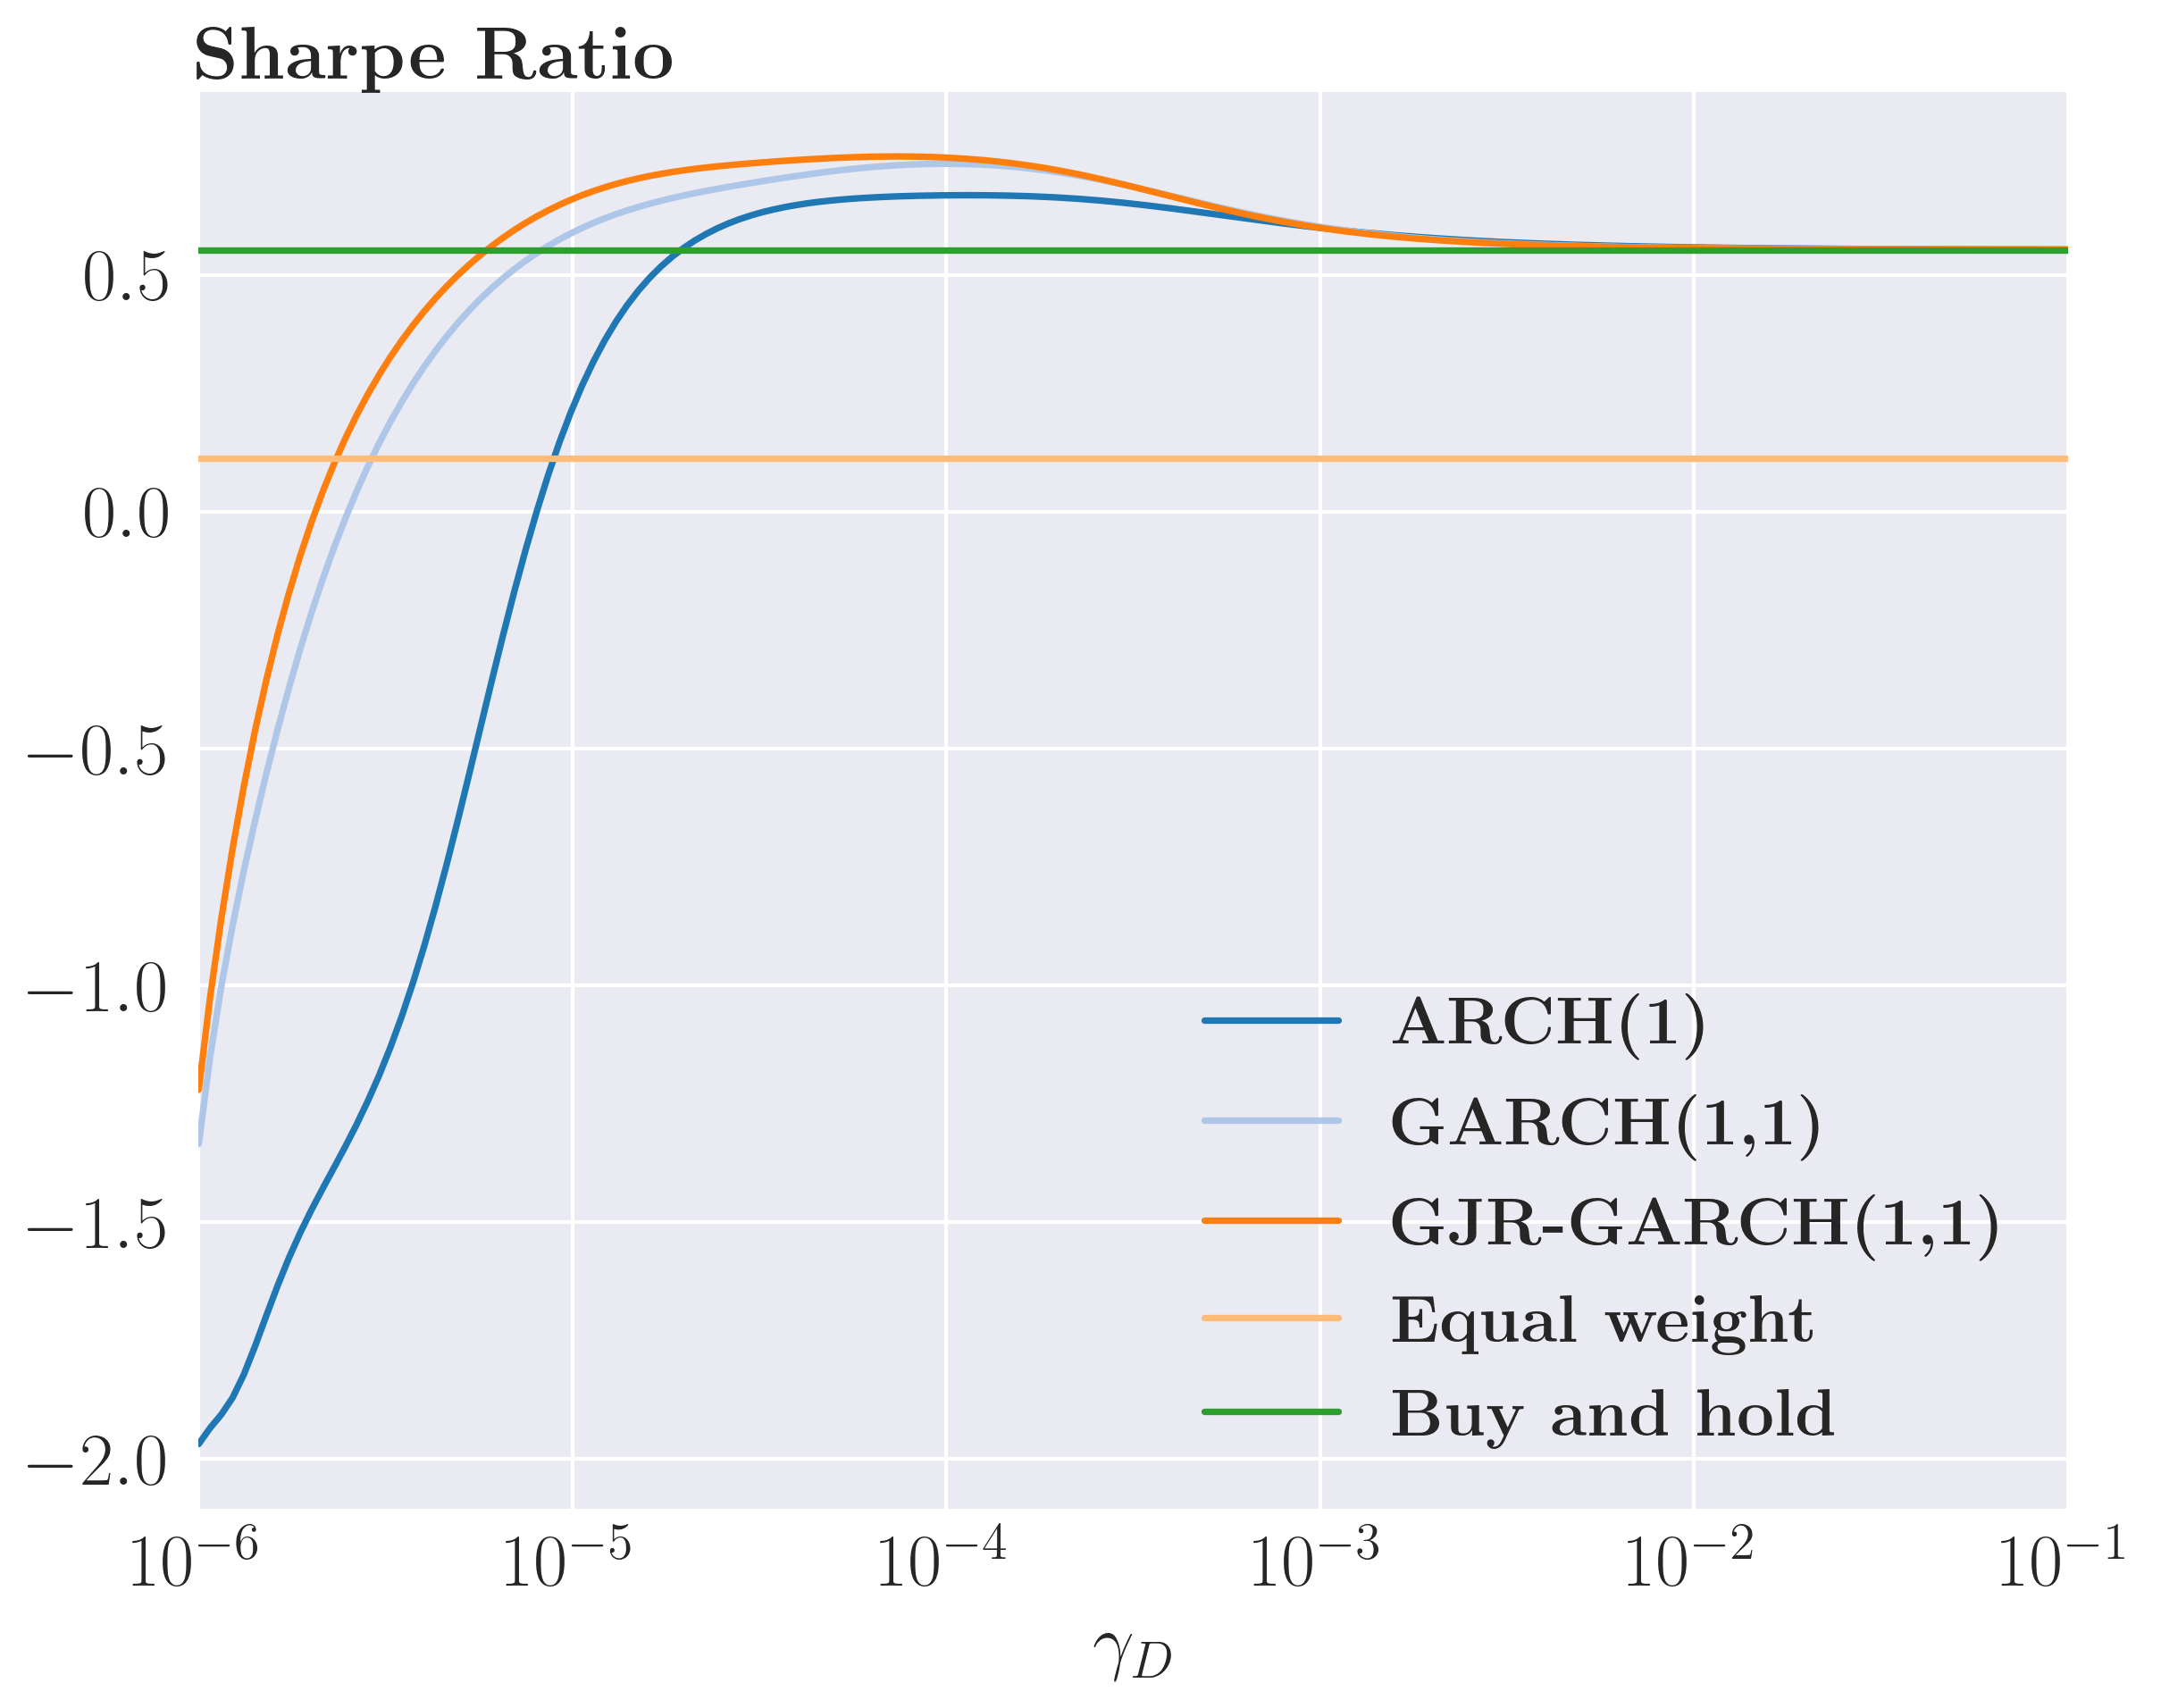 Sharpe Ratio
0.5
0.0
−0.5
−1.0
−1.5
−2.0
ARCH(1)
GARCH(1,1)
GJR-GARCH(1,1)
Equal weight
Buy and hold
10⁻⁶ 10⁻⁵ 10⁻⁴ 10⁻³ 10⁻² 10⁻¹
γ_D